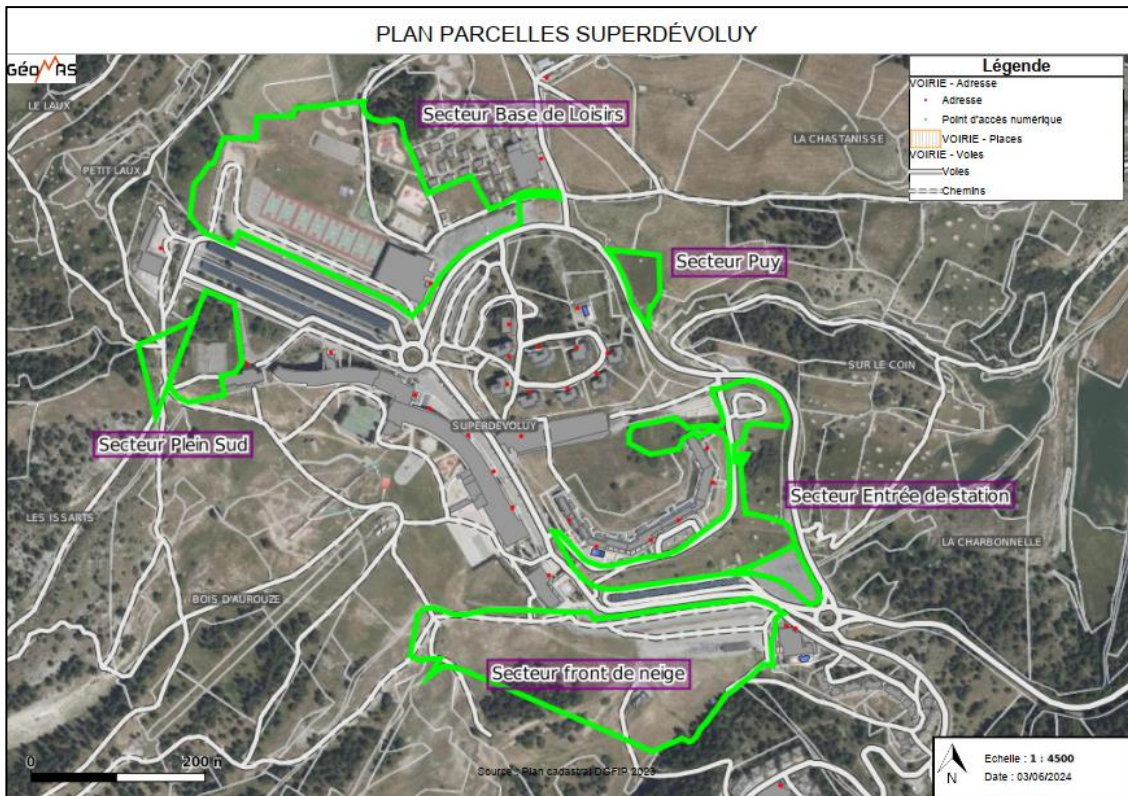 PLAN PARCELLES SUPERDÉVOLUY
GéoMAS
Légende
VOIRIE - Adresse
Adresse
Point d'accés numérique
VOIRIE - Places
VOIRIE - Voles
Voles
Chemins
LE LAUX
Secteur Base de Loisirs
LA CHASTANISSE
PETIT LAUX
Secteur Puy
SUR LE COIN
SUPERDÉVOLUY
Secteur Plein Sud
Secteur Entrée de station
LES ISSARTS
LA CHARBONNELLE
BOIS D'AUROUZE
Secteur front de neige
0
200 m
Source : Plan cadastral DGFIP 2023
N
Echelle : 1 : 4500
Date : 03/06/2024